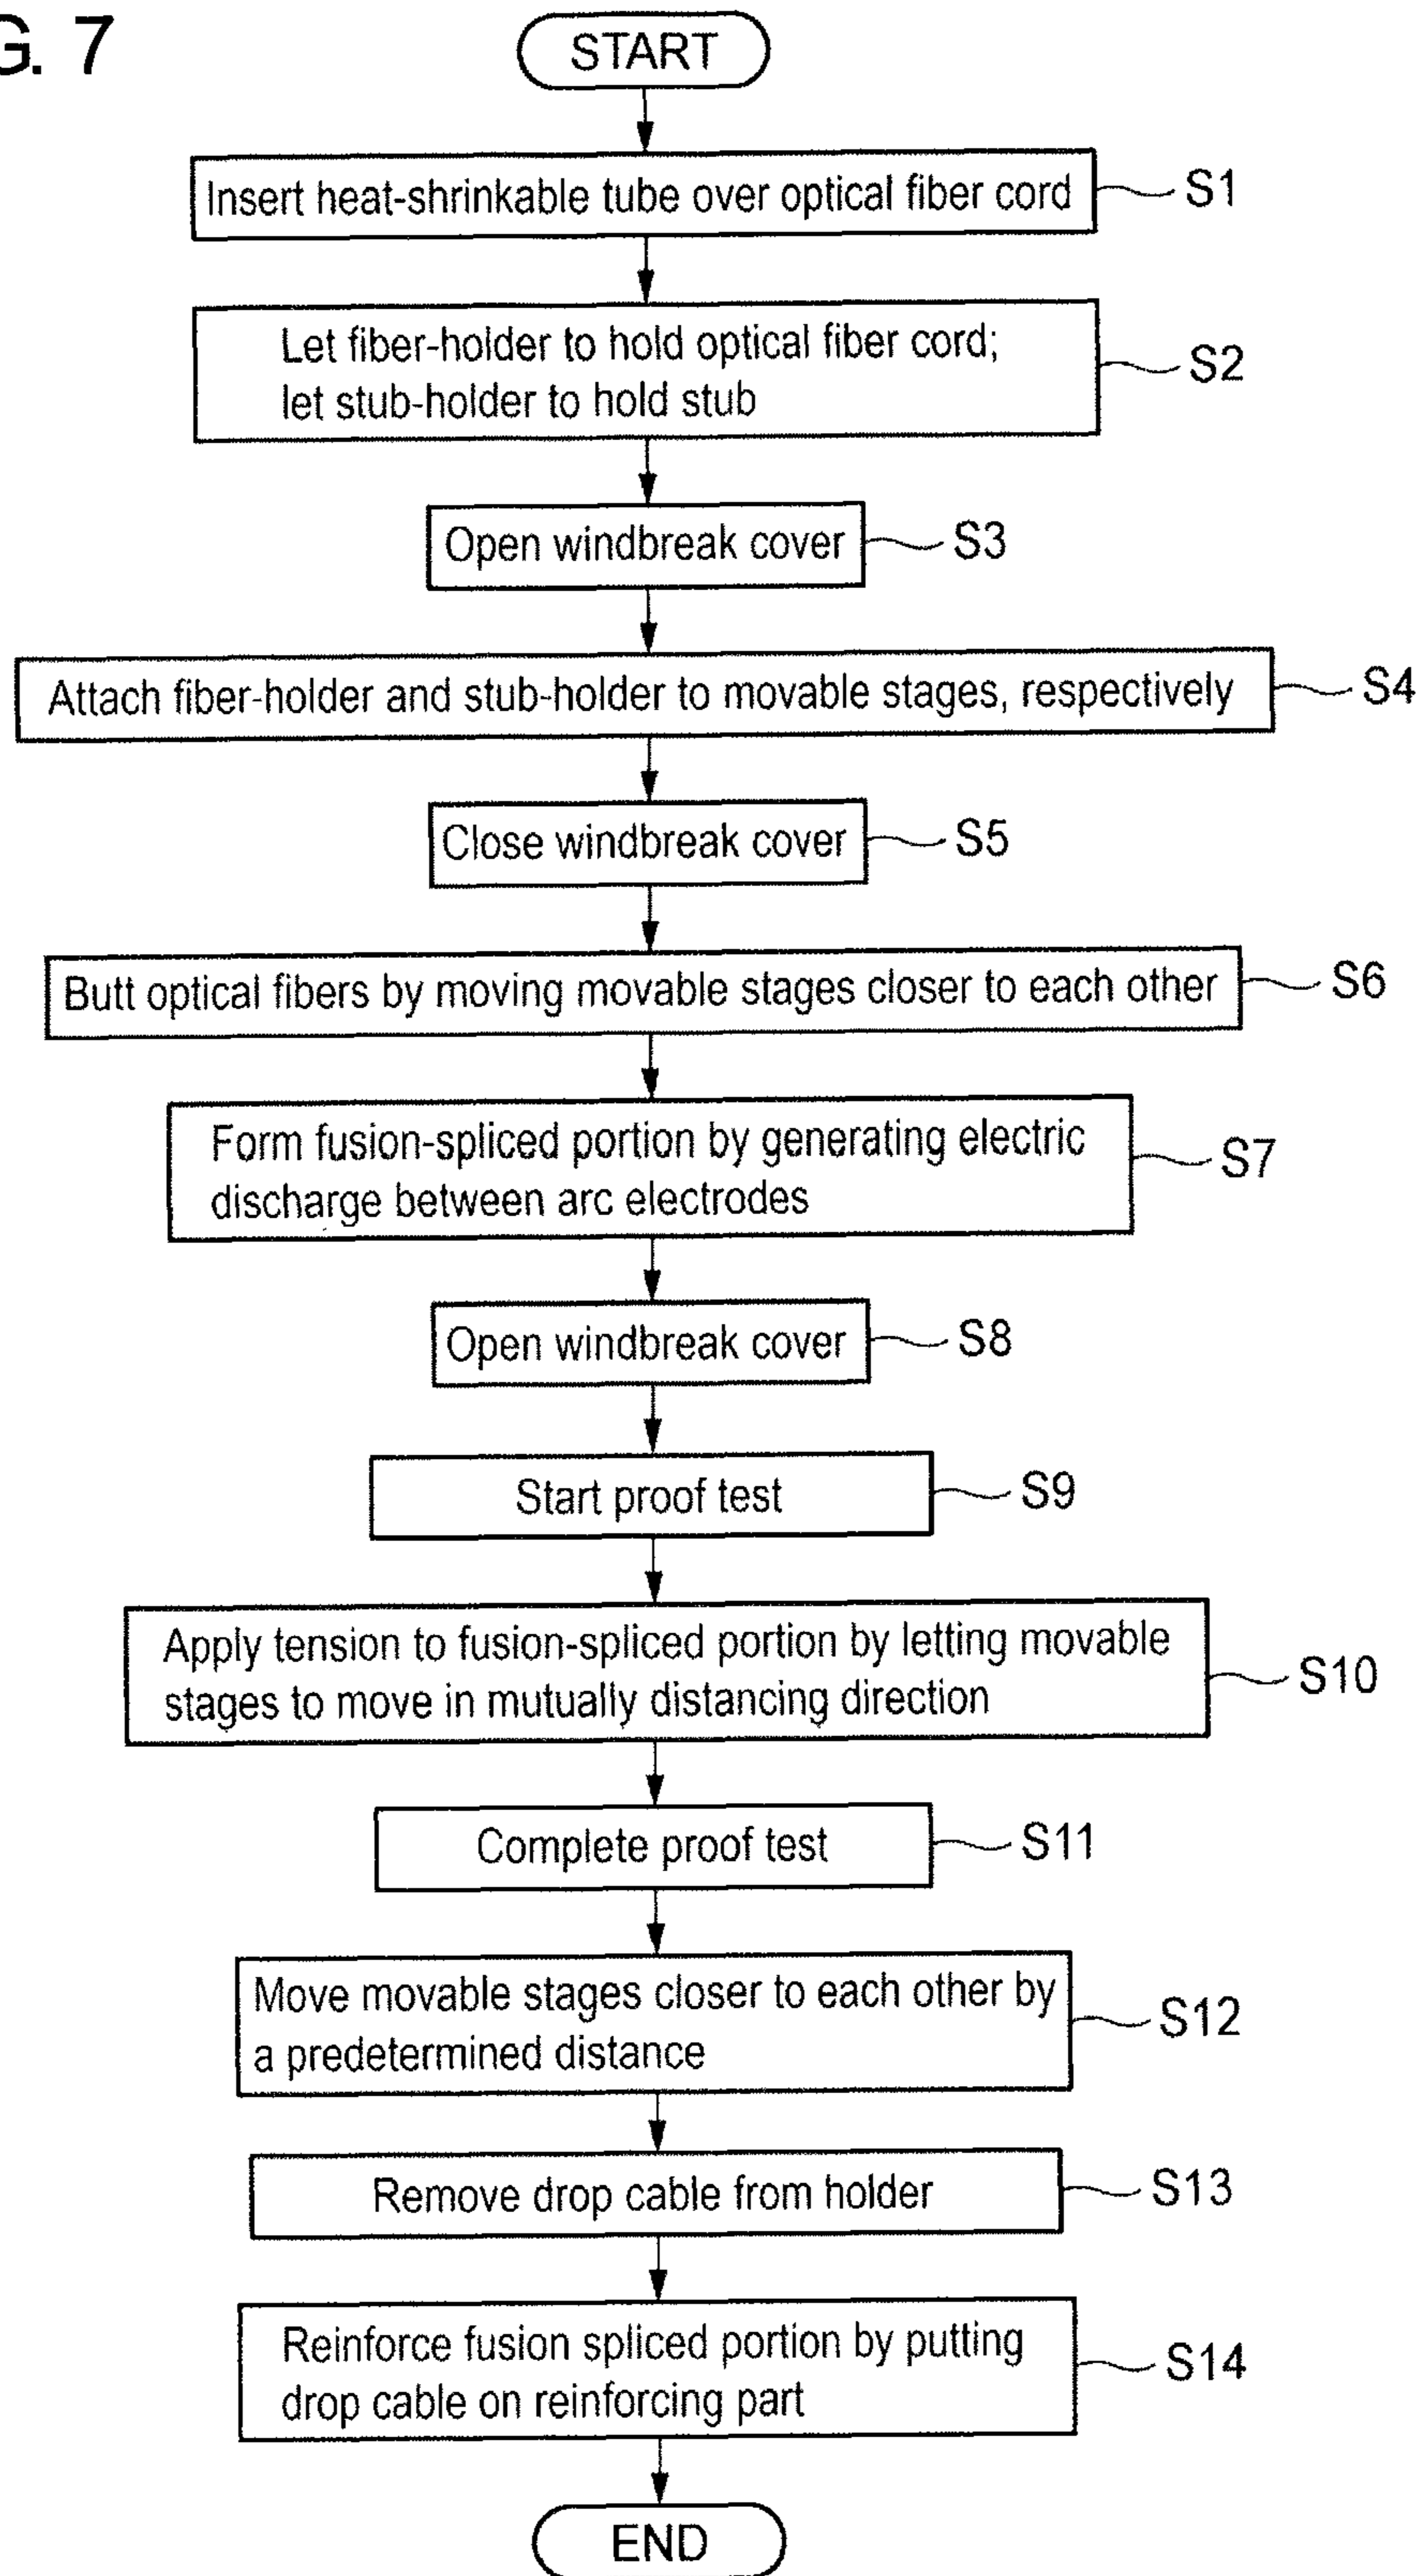 G. 7
START
Insert heat-shrinkable tube over optical fiber cord
S1
Let fiber-holder to hold optical fiber cord;
let stub-holder to hold stub
S2
Open windbreak cover
S3
Attach fiber-holder and stub-holder to movable stages, respectively
S4
Close windbreak cover
S5
Butt optical fibers by moving movable stages closer to each other
S6
Form fusion-spliced portion by generating electric
discharge between arc electrodes
S7
Open windbreak cover
S8
Start proof test
S9
Apply tension to fusion-spliced portion by letting movable
stages to move in mutually distancing direction
S10
Complete proof test
S11
Move movable stages closer to each other by
a predetermined distance
S12
Remove drop cable from holder
S13
Reinforce fusion spliced portion by putting
drop cable on reinforcing part
S14
END